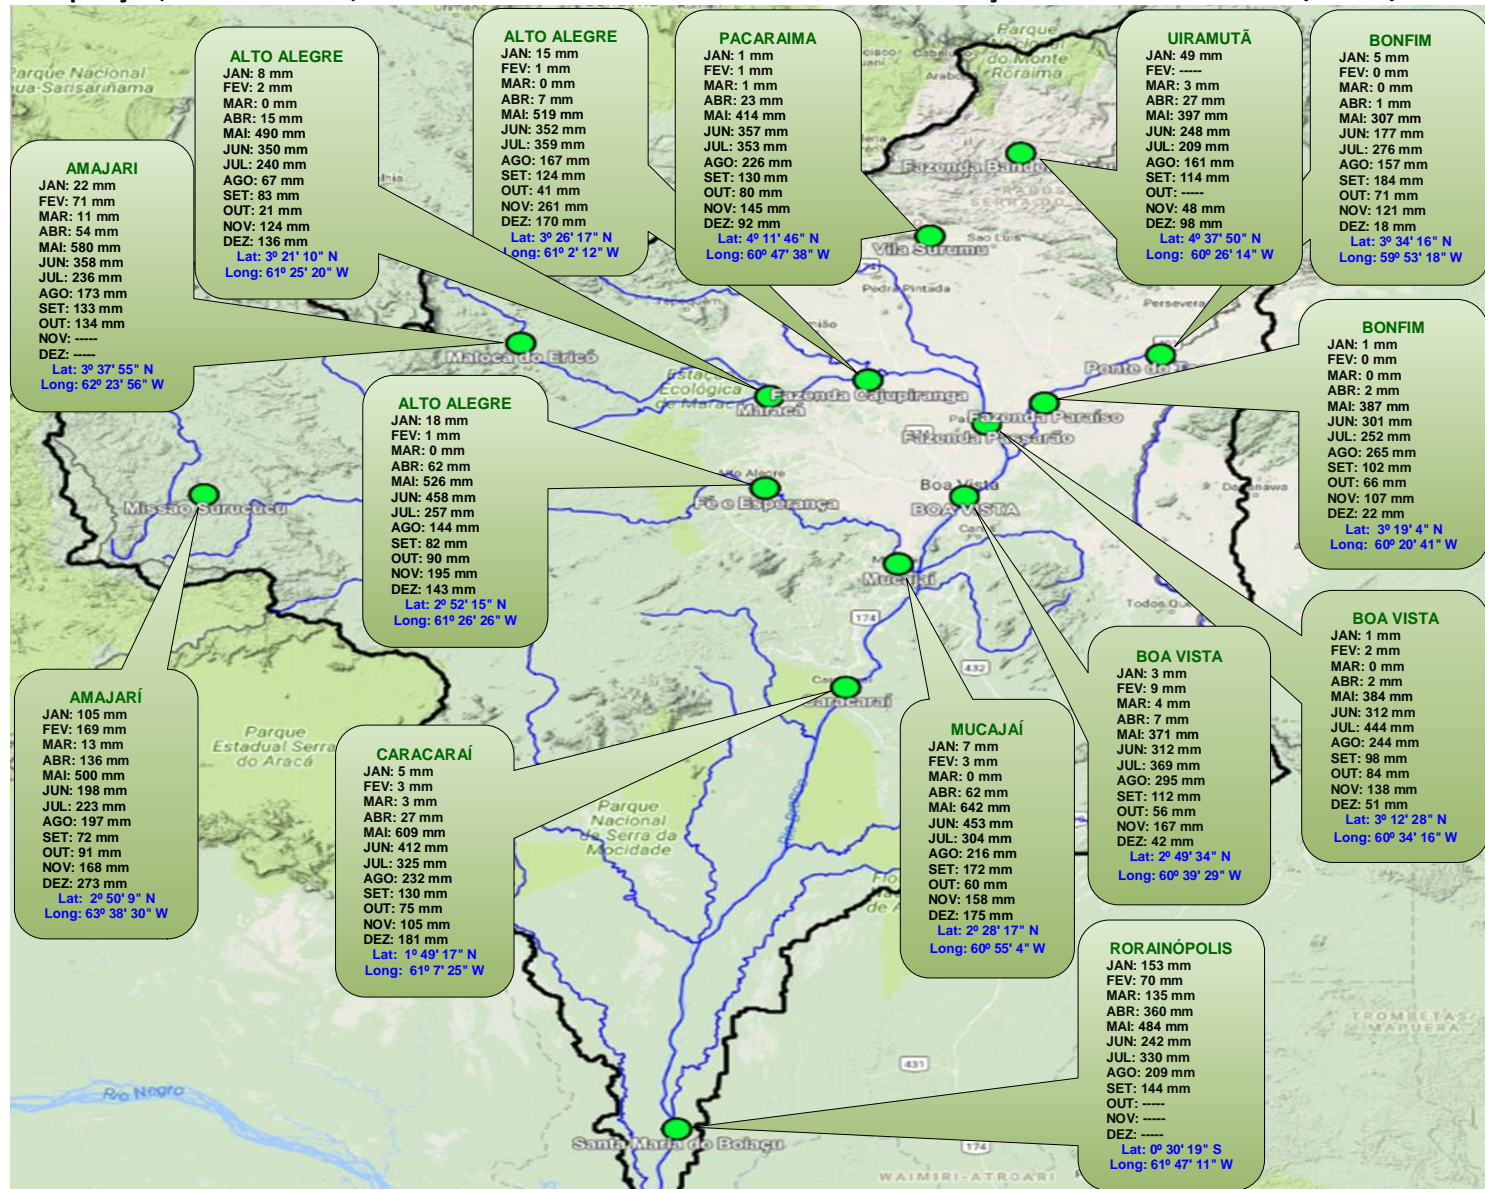 ALTO ALEGRE
JAN: 8 mm
FEV: 2 mm
MAR: 0 mm
ABR: 15 mm
MAI: 490 mm
JUN: 350 mm
JUL: 240 mm
AGO: 67 mm
SET: 83 mm
OUT: 21 mm
NOV: 124 mm
DEZ: 136 mm
Lat: 3º 21' 10" N
Long: 61º 25' 20" W
ALTO ALEGRE
JAN: 15 mm
FEV: 1 mm
MAR: 0 mm
ABR: 7 mm
MAI: 519 mm
JUN: 352 mm
JUL: 359 mm
AGO: 167 mm
SET: 124 mm
OUT: 41 mm
NOV: 261 mm
DEZ: 170 mm
Lat: 3º 26' 17" N
Long: 61º 2' 12" W
PACARAIMA
JAN: 1 mm
FEV: 1 mm
MAR: 1 mm
ABR: 23 mm
MAI: 414 mm
JUN: 357 mm
JUL: 353 mm
AGO: 226 mm
SET: 130 mm
OUT: 80 mm
NOV: 145 mm
DEZ: 92 mm
Lat: 4º 11' 46" N
Long: 60º 47' 38" W
UIRAMUTÃ
JAN: 49 mm
FEV: -----
MAR: 3 mm
ABR: 27 mm
MAI: 397 mm
JUN: 248 mm
JUL: 209 mm
AGO: 161 mm
SET: 114 mm
OUT: -----
NOV: 48 mm
DEZ: 98 mm
Lat: 4º 37' 50" N
Long: 60º 26' 14" W
BONFIM
JAN: 5 mm
FEV: 0 mm
MAR: 0 mm
ABR: 1 mm
MAI: 307 mm
JUN: 177 mm
JUL: 276 mm
AGO: 157 mm
SET: 184 mm
OUT: 71 mm
NOV: 121 mm
DEZ: 18 mm
Lat: 3º 34' 16" N
Long: 59º 53' 18" W
AMAJARI
JAN: 22 mm
FEV: 71 mm
MAR: 11 mm
ABR: 54 mm
MAI: 580 mm
JUN: 358 mm
JUL: 236 mm
AGO: 173 mm
SET: 133 mm
OUT: 134 mm
NOV: -----
DEZ: -----
Lat: 3º 37' 55" N
Long: 62º 23' 56" W
BONFIM
JAN: 1 mm
FEV: 0 mm
MAR: 0 mm
ABR: 2 mm
MAI: 387 mm
JUN: 301 mm
JUL: 252 mm
AGO: 265 mm
SET: 102 mm
OUT: 66 mm
NOV: 107 mm
DEZ: 22 mm
Lat: 3º 19' 4" N
Long: 60º 20' 41" W
ALTO ALEGRE
JAN: 18 mm
FEV: 1 mm
MAR: 0 mm
ABR: 62 mm
MAI: 526 mm
JUN: 458 mm
JUL: 257 mm
AGO: 144 mm
SET: 82 mm
OUT: 90 mm
NOV: 195 mm
DEZ: 143 mm
Lat: 2º 52' 15" N
Long: 61º 26' 26" W
BOA VISTA
JAN: 1 mm
FEV: 2 mm
MAR: 0 mm
ABR: 2 mm
MAI: 384 mm
JUN: 312 mm
JUL: 444 mm
AGO: 244 mm
SET: 98 mm
OUT: 84 mm
NOV: 138 mm
DEZ: 51 mm
Lat: 3º 12' 28" N
Long: 60º 34' 16" W
BOA VISTA
JAN: 3 mm
FEV: 9 mm
MAR: 4 mm
ABR: 7 mm
MAI: 371 mm
JUN: 312 mm
JUL: 369 mm
AGO: 295 mm
SET: 112 mm
OUT: 56 mm
NOV: 167 mm
DEZ: 42 mm
Lat: 2º 49' 34" N
Long: 60º 39' 29" W
AMAJARÍ
JAN: 105 mm
FEV: 169 mm
MAR: 13 mm
ABR: 136 mm
MAI: 500 mm
JUN: 198 mm
JUL: 223 mm
AGO: 197 mm
SET: 72 mm
OUT: 91 mm
NOV: 168 mm
DEZ: 273 mm
Lat: 2º 50' 9" N
Long: 63º 38' 30" W
CARACARAÍ
JAN: 5 mm
FEV: 3 mm
MAR: 3 mm
ABR: 27 mm
MAI: 609 mm
JUN: 412 mm
JUL: 325 mm
AGO: 232 mm
SET: 130 mm
OUT: 75 mm
NOV: 105 mm
DEZ: 181 mm
Lat: 1º 49' 17" N
Long: 61º 7' 25" W
MUCAJAÍ
JAN: 7 mm
FEV: 3 mm
MAR: 0 mm
ABR: 62 mm
MAI: 642 mm
JUN: 453 mm
JUL: 304 mm
AGO: 216 mm
SET: 172 mm
OUT: 60 mm
NOV: 158 mm
DEZ: 175 mm
Lat: 2º 28' 17" N
Long: 60º 55' 4" W
RORAINÓPOLIS
JAN: 153 mm
FEV: 70 mm
MAR: 135 mm
ABR: 360 mm
MAI: 484 mm
JUN: 242 mm
JUL: 330 mm
AGO: 209 mm
SET: 144 mm
OUT: -----
NOV: -----
DEZ: -----
Lat: 0º 30' 19" S
Long: 61º 47' 11" W
Parque
Nacional
do Monte
Roraima
Vila Surumu
Sao Luis
Pedra Pintada
Maloca do Ericó
Estação
Ecológica
de Maracá
Maracá
Fazenda Cajupiranga
Fazenda Paraíso
Fazenda Passarão
Missão Surucucu
Alto Alegre
Fé e Esperança
Boa Vista
BOA VISTA
Mucajaí
174
432
Caracaraí
Parque
Estadual Serra
do Aracá
Parque
Nacional
da Serra da
Mocidade
Rio Branco
Rio Negro
431
174
Santa Maria do Boiaçu
WAIMIRI-ATROARI
TROMBETAS/
MAPUERA